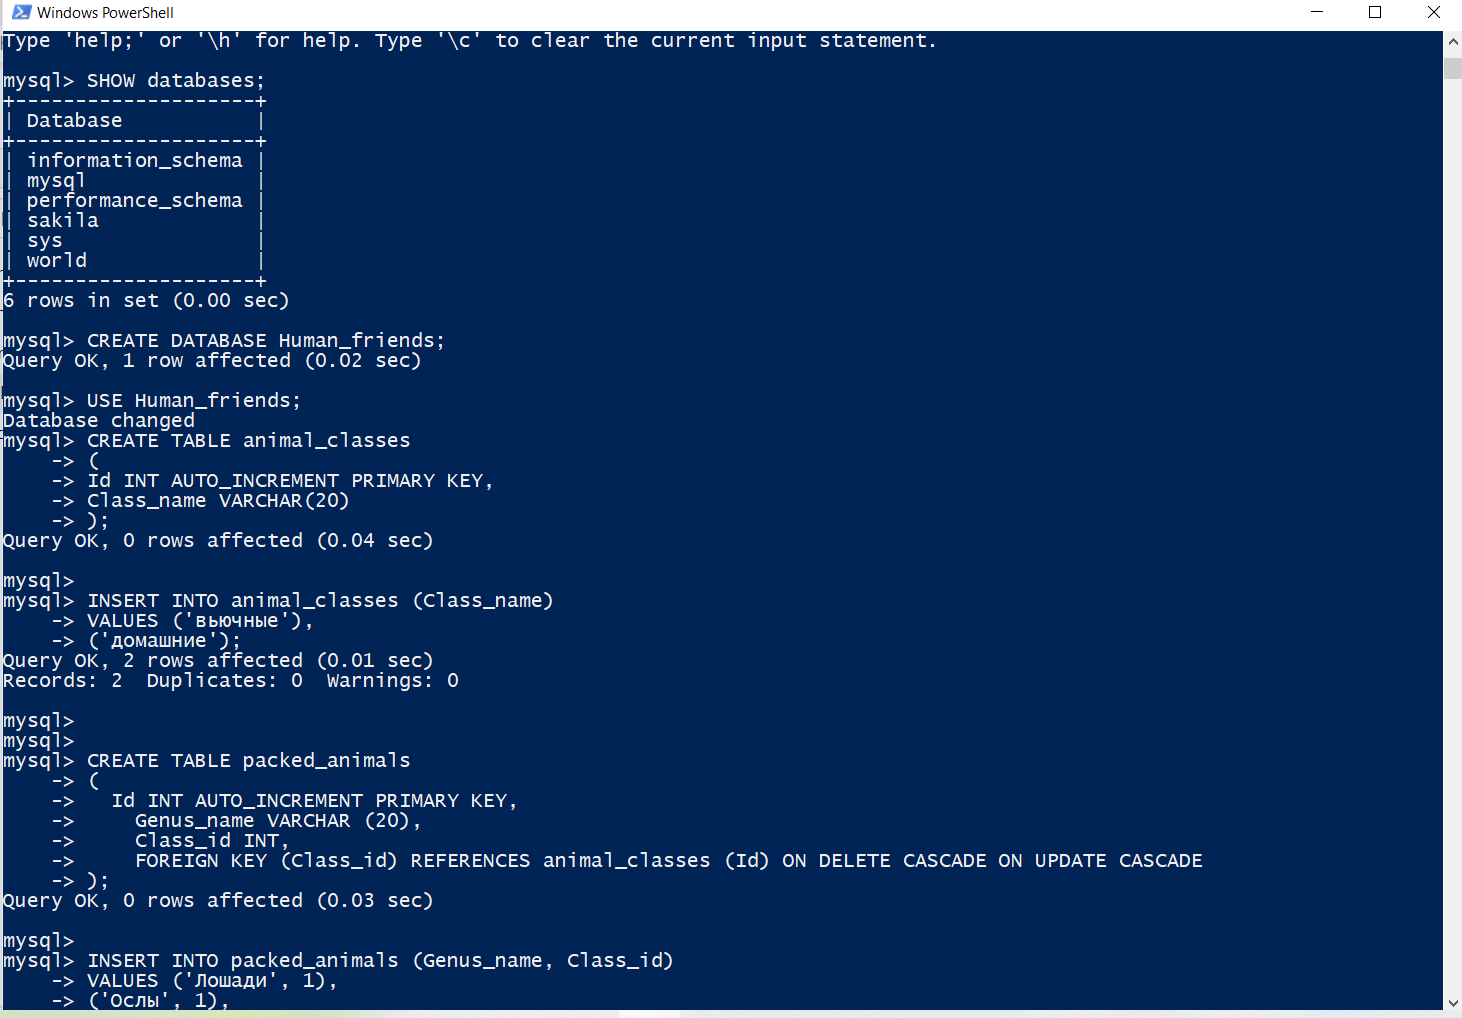 Windows PowerShell
Type 'help;' or '\h' for help. Type '\c' to clear the current input statement.
mysql> SHOW databases;
+--------------------+
| Database           |
+--------------------+
| information_schema |
| mysql              |
| performance_schema |
| sakila             |
| sys                |
| world              |
+--------------------+
6 rows in set (0.00 sec)
mysql> CREATE DATABASE Human_friends;
Query OK, 1 row affected (0.02 sec)
mysql> USE Human_friends;
Database changed
mysql> CREATE TABLE animal_classes
    -> (
    -> Id INT AUTO_INCREMENT PRIMARY KEY,
    -> Class_name VARCHAR(20)
    -> );
Query OK, 0 rows affected (0.04 sec)
mysql>
mysql> INSERT INTO animal_classes (Class_name)
    -> VALUES ('вьючные'),
    -> ('домашние');
Query OK, 2 rows affected (0.01 sec)
Records: 2  Duplicates: 0  Warnings: 0
mysql>
mysql>
mysql> CREATE TABLE packed_animals
    -> (
    ->   Id INT AUTO_INCREMENT PRIMARY KEY,
    ->     Genus_name VARCHAR (20),
    ->     Class_id INT,
    ->     FOREIGN KEY (Class_id) REFERENCES animal_classes (Id) ON DELETE CASCADE ON UPDATE CASCADE
    -> );
Query OK, 0 rows affected (0.03 sec)
mysql>
mysql> INSERT INTO packed_animals (Genus_name, Class_id)
    -> VALUES ('Лошади', 1),
    -> ('Ослы', 1),